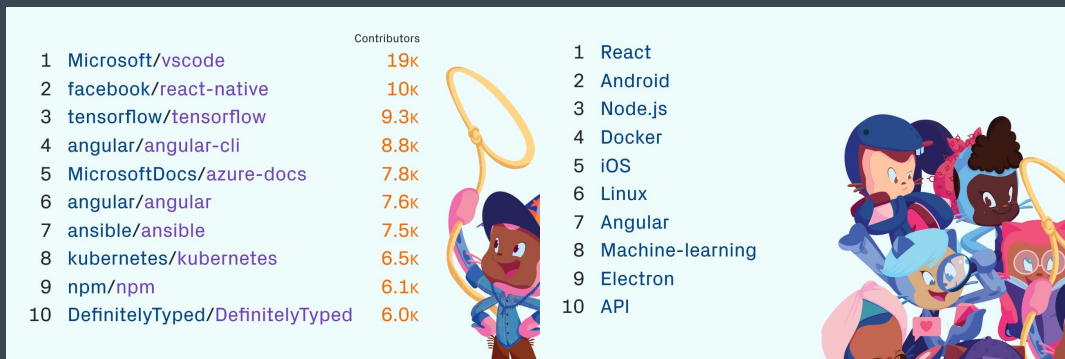 Contributors
1 Microsoft/vscode 19K
2 facebook/react-native 10K
3 tensorflow/tensorflow 9.3K
4 angular/angular-cli 8.8K
5 MicrosoftDocs/azure-docs 7.8K
6 angular/angular 7.6K
7 ansible/ansible 7.5K
8 kubernetes/kubernetes 6.5K
9 npm/npm 6.1K
10 DefinitelyTyped/DefinitelyTyped 6.0K
1 React
2 Android
3 Node.js
4 Docker
5 iOS
6 Linux
7 Angular
8 Machine-learning
9 Electron
10 API